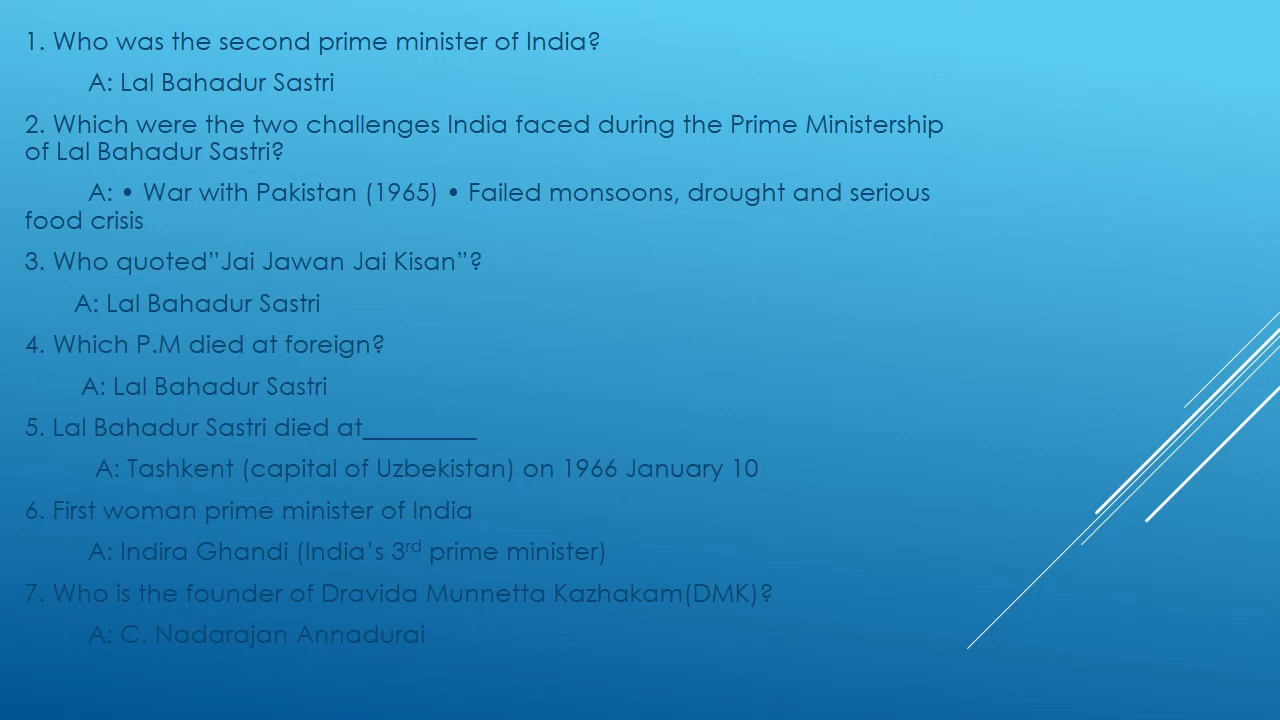 1. Who was the second prime minister of India?
A: Lal Bahadur Sastri
2. Which were the two challenges India faced during the Prime Ministership
of Lal Bahadur Sastri?
A: • War with Pakistan (1965) • Failed monsoons, drought and serious
food crisis
3. Who quoted”Jai Jawan Jai Kisan”?
A: Lal Bahadur Sastri
4. Which P.M died at foreign?
A: Lal Bahadur Sastri
5. Lal Bahadur Sastri died at_________
A: Tashkent (capital of Uzbekistan) on 1966 January 10
6. First woman prime minister of India
A: Indira Ghandi (India’s 3rd prime minister)
7. Who is the founder of Dravida Munnetta Kazhakam(DMK)?
A: C. Nadarajan Annadurai